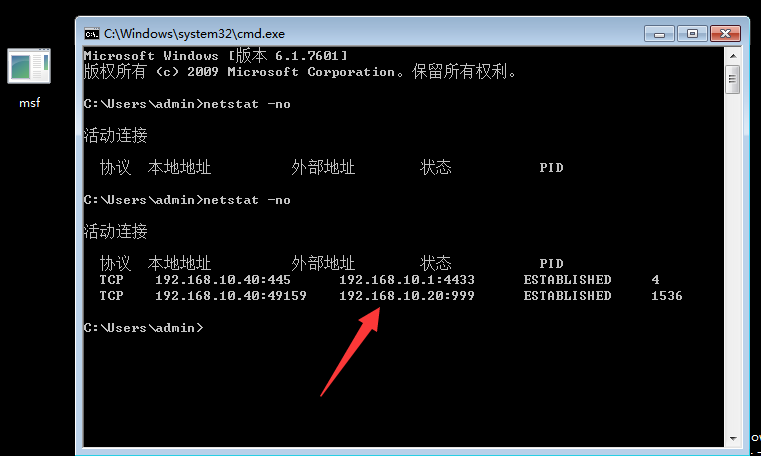 C:\Windows\system32\cmd.exe
Microsoft Windows [版本 6.1.7601]
版权所有 (c) 2009 Microsoft Corporation。保留所有权利。
C:\Users\admin>netstat -no
活动连接
协议 本地地址 外部地址 状态 PID
C:\Users\admin>netstat -no
活动连接
协议 本地地址 外部地址 状态 PID
TCP 192.168.10.40:445 192.168.10.1:4433 ESTABLISHED 4
TCP 192.168.10.40:49159 192.168.10.20:999 ESTABLISHED 1536
C:\Users\admin>
msf